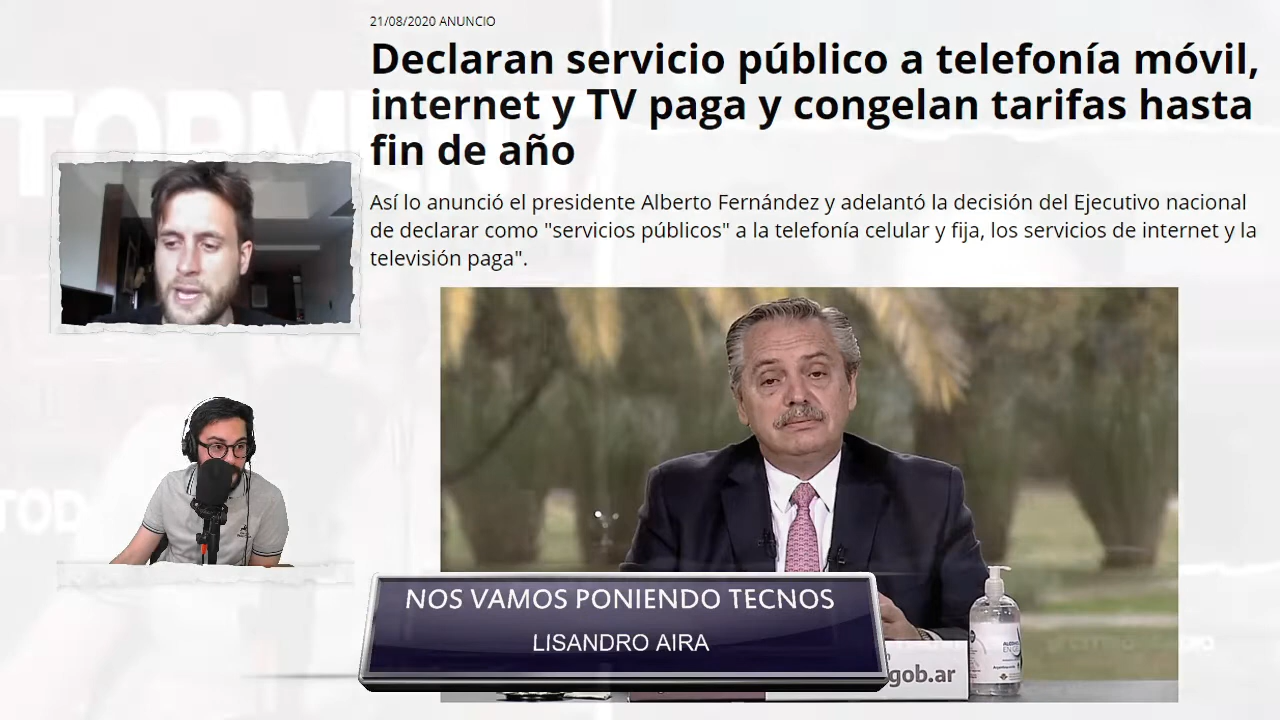 21/08/2020 ANUNCIO
Declaran servicio público a telefonía móvil,
internet y TV paga y congelan tarifas hasta
fin de año
Así lo anunció el presidente Alberto Fernández y adelantó la decisión del Ejecutivo nacional
de declarar como "servicios públicos" a la telefonía celular y fija, los servicios de internet y la
televisión paga".
TORMEN
TOD
NOS VAMOS PONIENDO TECNOS
LISANDRO AIRA
gob.ar